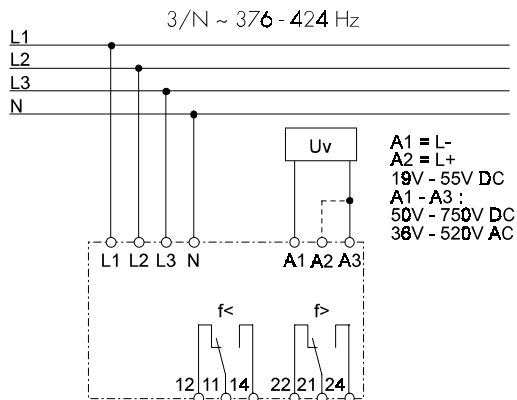 3/N ~ 376 - 424 Hz
L1
L2
L3
N
Uv
A1 = L-
A2 = L+
19V - 55V DC
A1 - A3 :
50V - 750V DC
36V - 520V AC
L1 L2 L3 N A1 A2 A3
f< f>
12 11 14 22 21 24